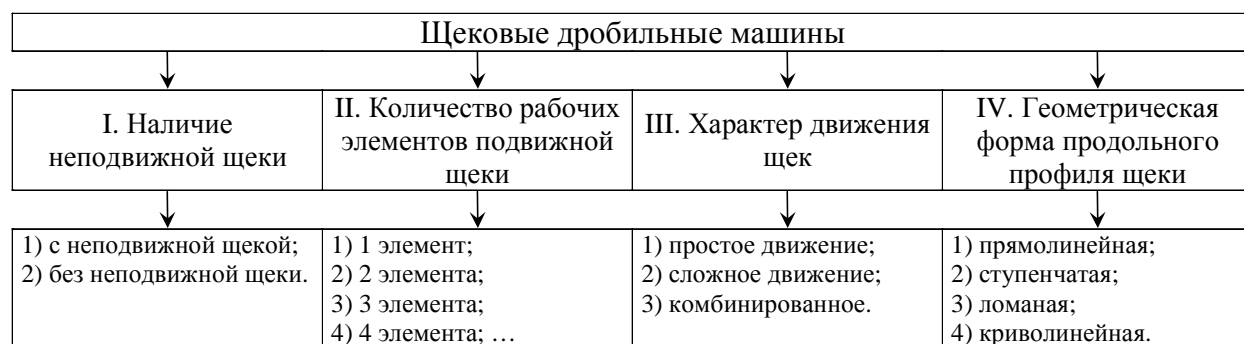 Щековые дробильные машины
I. Наличие
неподвижной щеки
II. Количество рабочих
элементов подвижной
щеки
III. Характер движения
щек
IV. Геометрическая
форма продольного
профиля щеки
1) с неподвижной щекой;
2) без неподвижной щеки.
1) 1 элемент;
2) 2 элемента;
3) 3 элемента;
4) 4 элемента; …
1) простое движение;
2) сложное движение;
3) комбинированное.
1) прямолинейная;
2) ступенчатая;
3) ломаная;
4) криволинейная.